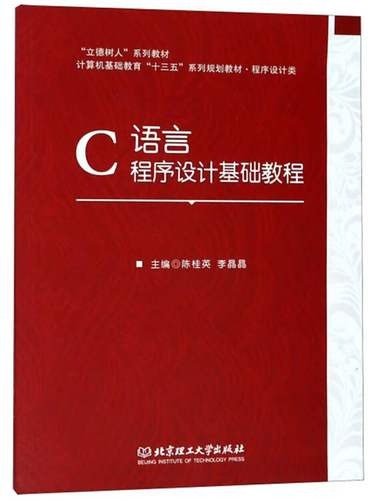 “立德树人”系列教材
计算机基础教育“十三五”系列规划教材·程序设计类
C 语言
程序设计基础教程
■ 主编◎陈桂英 李晶晶
北京理工大学出版社
BEIJING INSTITUTE OF TECHNOLOGY PRESS